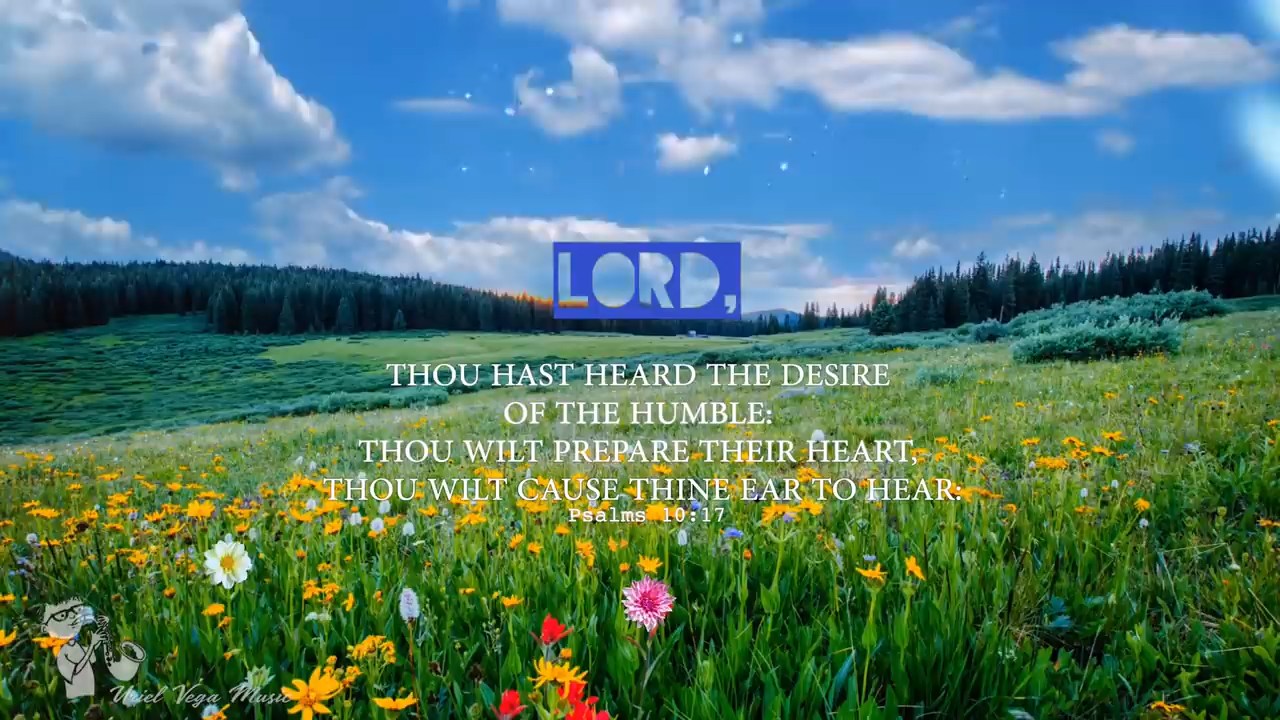 LORD,
THOU HAST HEARD THE DESIRE
OF THE HUMBLE:
THOU WILT PREPARE THEIR HEART,
THOU WILT CAUSE THINE EAR TO HEAR:
Psalms 10:17
Uriel Vega Music